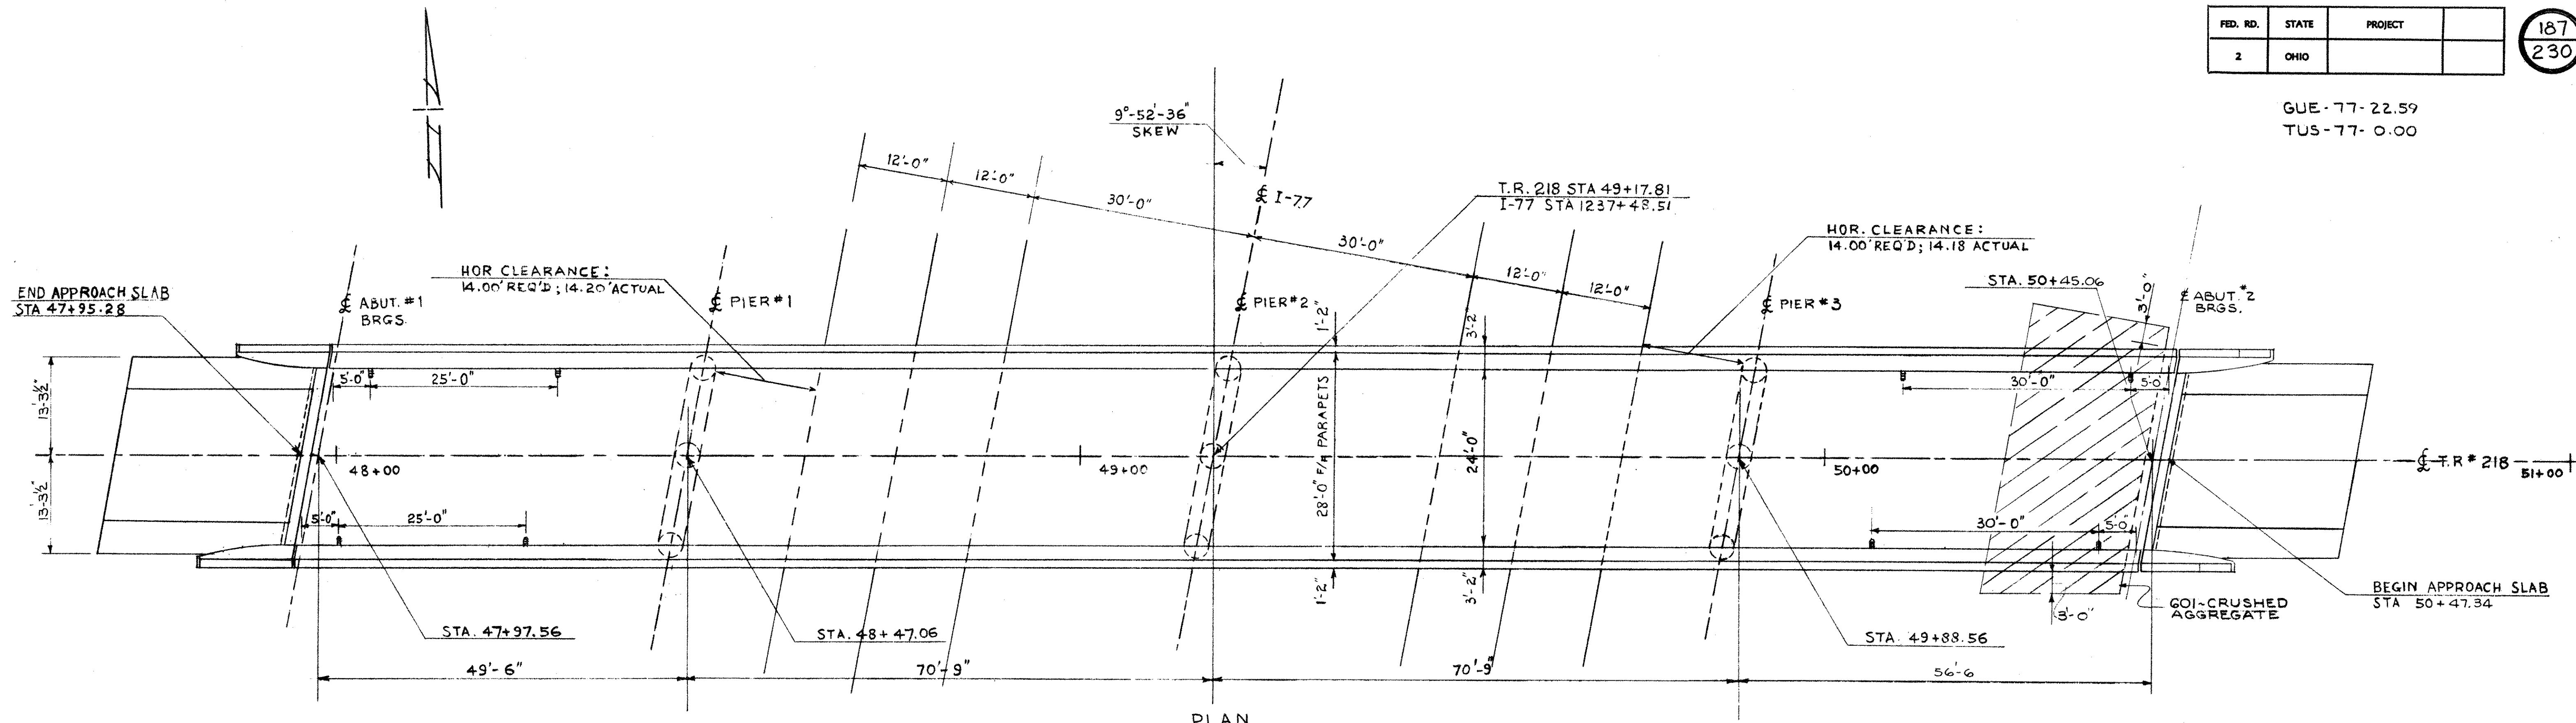 FED. RD. STATE PROJECT
2 OHIO
187
230
GUE-77-22.59
TUS-77-0.00
9°-52'-36"
SKEW
12'-0"
12'-0"
30'-0"
℄ I-77
T.R. 218 STA 49+17.81
I-77 STA 1237+48.51
30'-0"
12'-0"
12'-0"
HOR. CLEARANCE:
14.00' REQ'D; 14.18 ACTUAL
HOR CLEARANCE:
14.00' REQ'D; 14.20' ACTUAL
END APPROACH SLAB
STA 47+95.28
℄ ABUT. #1
BRGS.
℄ PIER #1
℄ PIER #2
1'-2"
3'-2
℄ PIER #3
STA. 50+45.06
3'-0"
℄ ABUT. #2
BRGS.
13'-3½"
5'-0"
25'-0"
30'-0"
5'-0"
28'-0" F/F PARAPETS
24'-0"
48+00
49+00
50+00
℄ T.R # 218
51+00
13'-3½"
5'-0"
25'-0"
30'-0"
5'-0"
1'-2"
3'-2"
3'-0"
601-CRUSHED
AGGREGATE
BEGIN APPROACH SLAB
STA 50+47.34
STA. 47+97.56
STA. 48+47.06
STA. 49+88.56
49'-6"
70'-9"
70'-9"
56'-6
PLAN